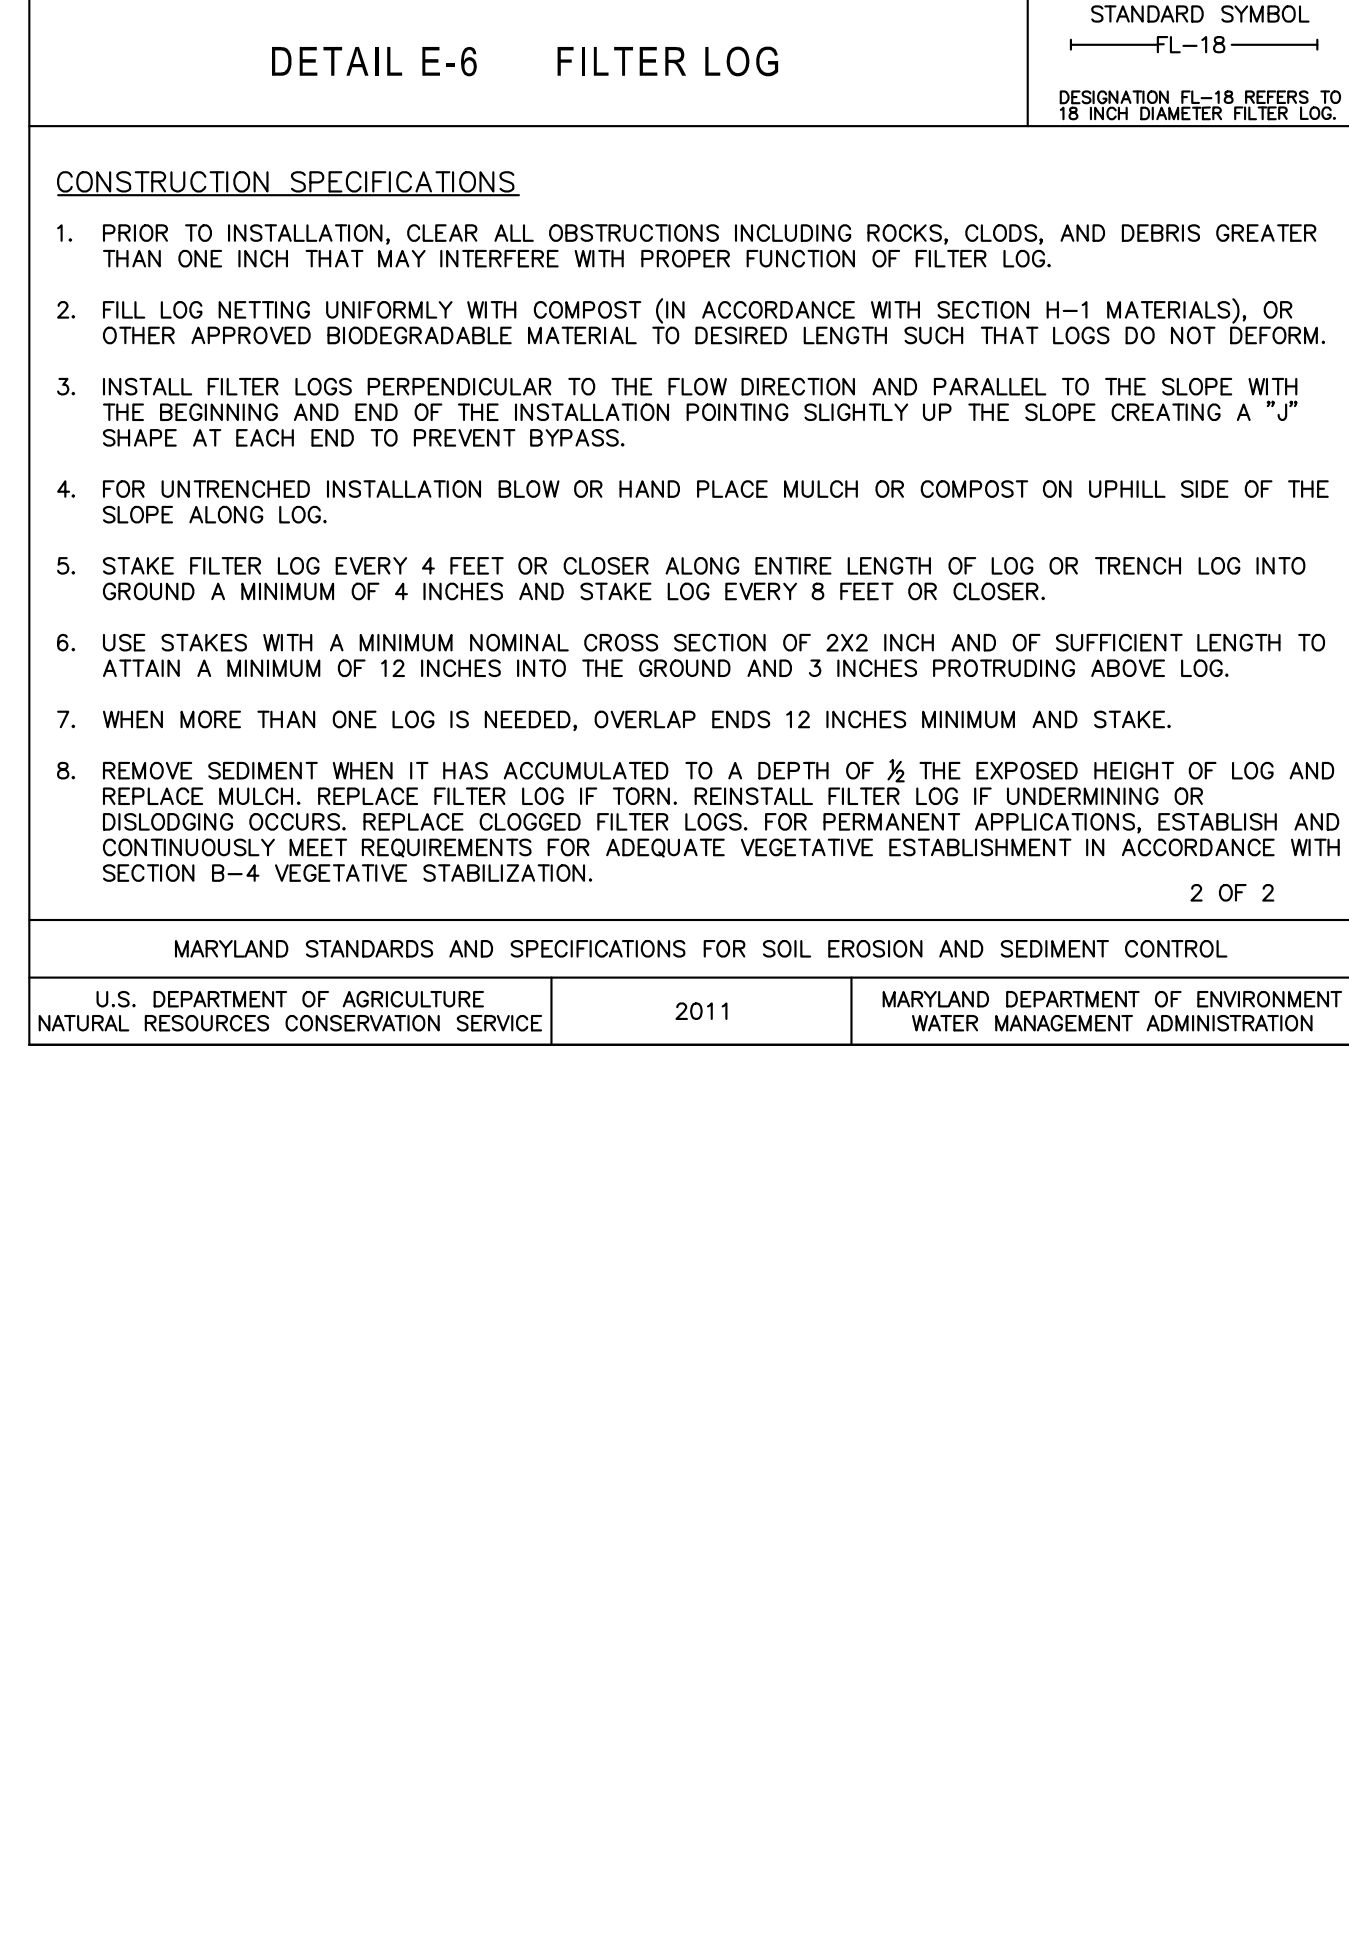 DETAIL E-6 FILTER LOG
STANDARD SYMBOL
FL-18
DESIGNATION FL-18 REFERS TO
18 INCH DIAMETER FILTER LOG.
CONSTRUCTION SPECIFICATIONS
1. PRIOR TO INSTALLATION, CLEAR ALL OBSTRUCTIONS INCLUDING ROCKS, CLODS, AND DEBRIS GREATER
THAN ONE INCH THAT MAY INTERFERE WITH PROPER FUNCTION OF FILTER LOG.
2. FILL LOG NETTING UNIFORMLY WITH COMPOST (IN ACCORDANCE WITH SECTION H-1 MATERIALS), OR
OTHER APPROVED BIODEGRADABLE MATERIAL TO DESIRED LENGTH SUCH THAT LOGS DO NOT DEFORM.
3. INSTALL FILTER LOGS PERPENDICULAR TO THE FLOW DIRECTION AND PARALLEL TO THE SLOPE WITH
THE BEGINNING AND END OF THE INSTALLATION POINTING SLIGHTLY UP THE SLOPE CREATING A "J"
SHAPE AT EACH END TO PREVENT BYPASS.
4. FOR UNTRENCHED INSTALLATION BLOW OR HAND PLACE MULCH OR COMPOST ON UPHILL SIDE OF THE
SLOPE ALONG LOG.
5. STAKE FILTER LOG EVERY 4 FEET OR CLOSER ALONG ENTIRE LENGTH OF LOG OR TRENCH LOG INTO
GROUND A MINIMUM OF 4 INCHES AND STAKE LOG EVERY 8 FEET OR CLOSER.
6. USE STAKES WITH A MINIMUM NOMINAL CROSS SECTION OF 2X2 INCH AND OF SUFFICIENT LENGTH TO
ATTAIN A MINIMUM OF 12 INCHES INTO THE GROUND AND 3 INCHES PROTRUDING ABOVE LOG.
7. WHEN MORE THAN ONE LOG IS NEEDED, OVERLAP ENDS 12 INCHES MINIMUM AND STAKE.
8. REMOVE SEDIMENT WHEN IT HAS ACCUMULATED TO A DEPTH OF ½ THE EXPOSED HEIGHT OF LOG AND
REPLACE MULCH. REPLACE FILTER LOG IF TORN. REINSTALL FILTER LOG IF UNDERMINING OR
DISLODGING OCCURS. REPLACE CLOGGED FILTER LOGS. FOR PERMANENT APPLICATIONS, ESTABLISH AND
CONTINUOUSLY MEET REQUIREMENTS FOR ADEQUATE VEGETATIVE ESTABLISHMENT IN ACCORDANCE WITH
SECTION B-4 VEGETATIVE STABILIZATION.
2 OF 2
MARYLAND STANDARDS AND SPECIFICATIONS FOR SOIL EROSION AND SEDIMENT CONTROL
U.S. DEPARTMENT OF AGRICULTURE
NATURAL RESOURCES CONSERVATION SERVICE
2011
MARYLAND DEPARTMENT OF ENVIRONMENT
WATER MANAGEMENT ADMINISTRATION